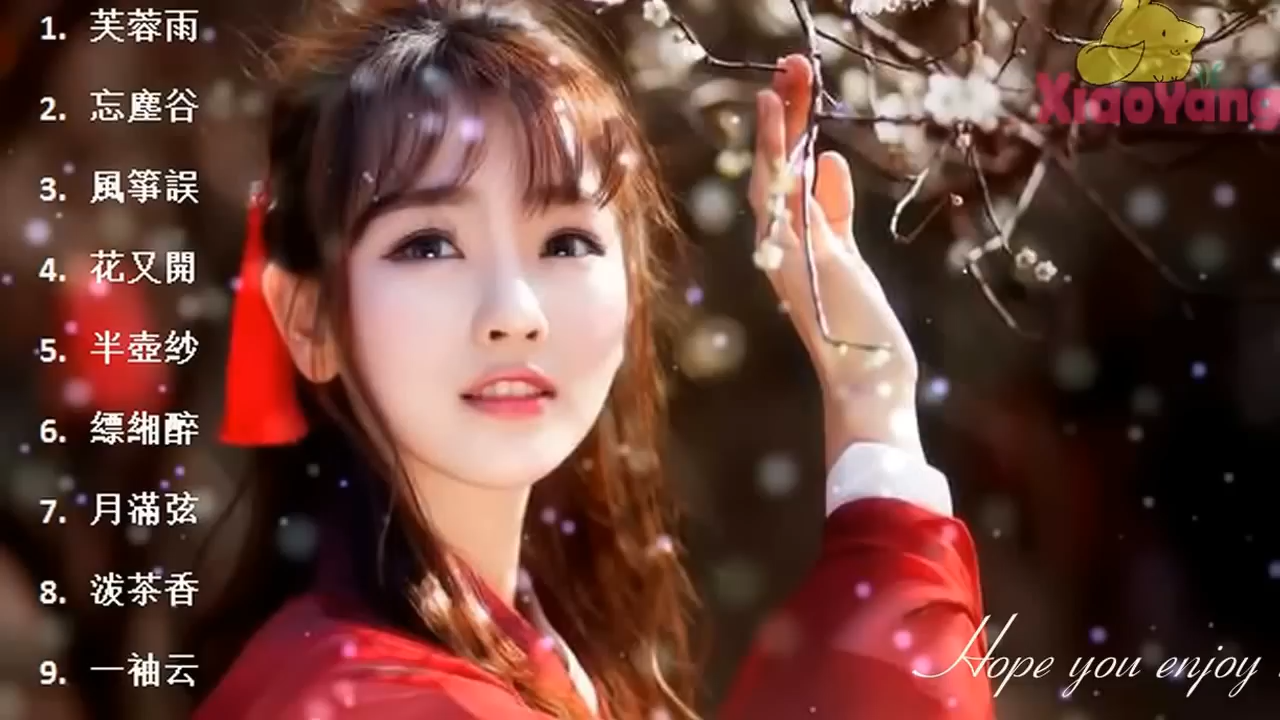 1. 芙蓉雨
2. 忘塵谷
3. 風箏誤
4. 花又開
5. 半壺紗
6. 縹緗醉
7. 月滿弦
8. 潑茶香
9. 一袖云
XiaoYang
Hope you enjoy